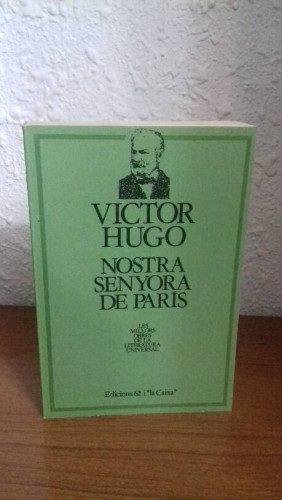 VICTOR
HUGO
NOSTRA
SENYORA
DE PARÍS
LES
MILLORS
OBRES
DE LA
LITERATURA
UNIVERSAL
Edicions 62 i "la Caixa"